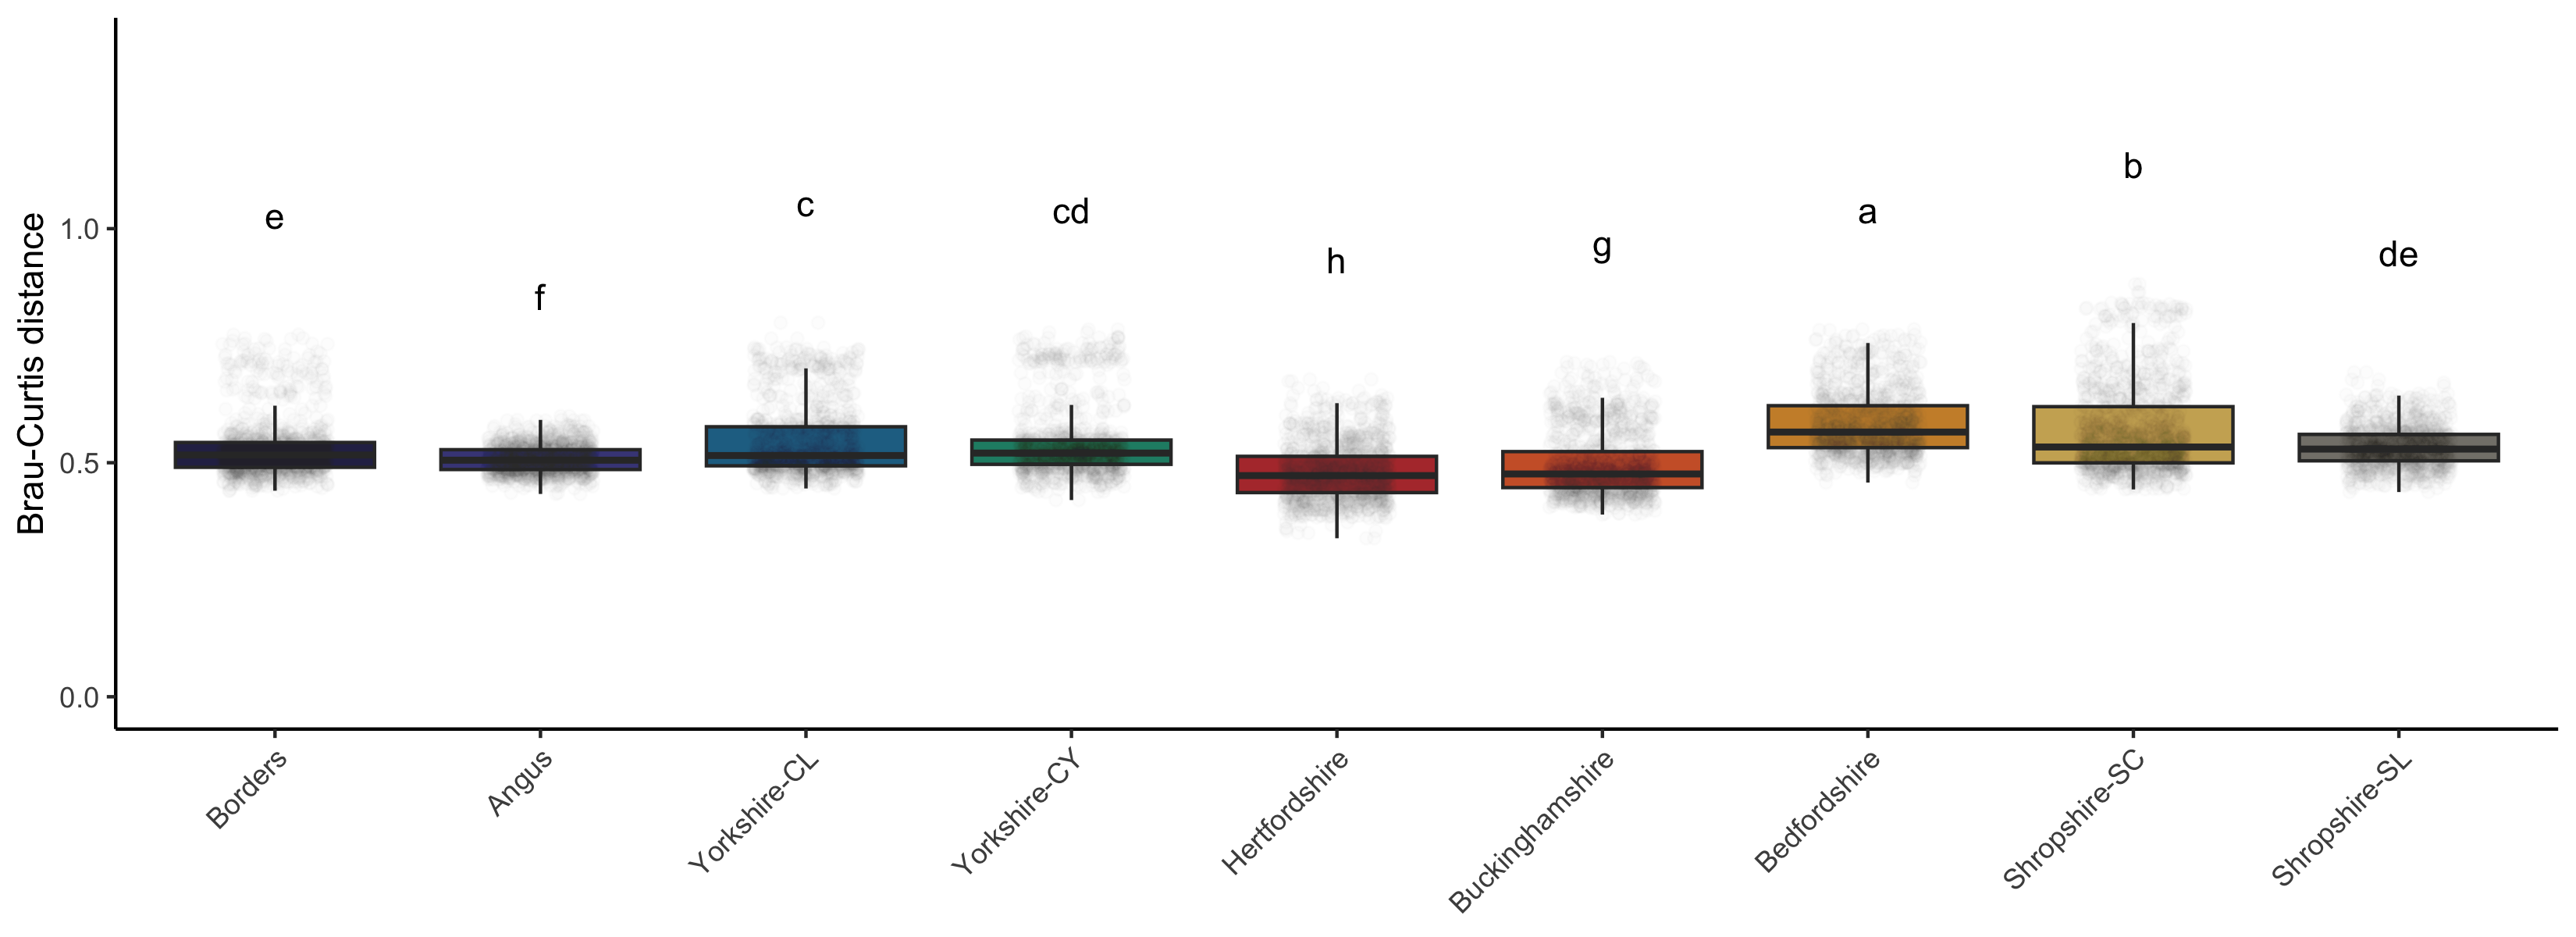 Brau-Curtis distance
1.0
0.5
0.0
e
f
c
cd
h
g
a
b
de
Borders
Angus
Yorkshire-CL
Yorkshire-CY
Hertfordshire
Buckinghamshire
Bedfordshire
Shropshire-SC
Shropshire-SL